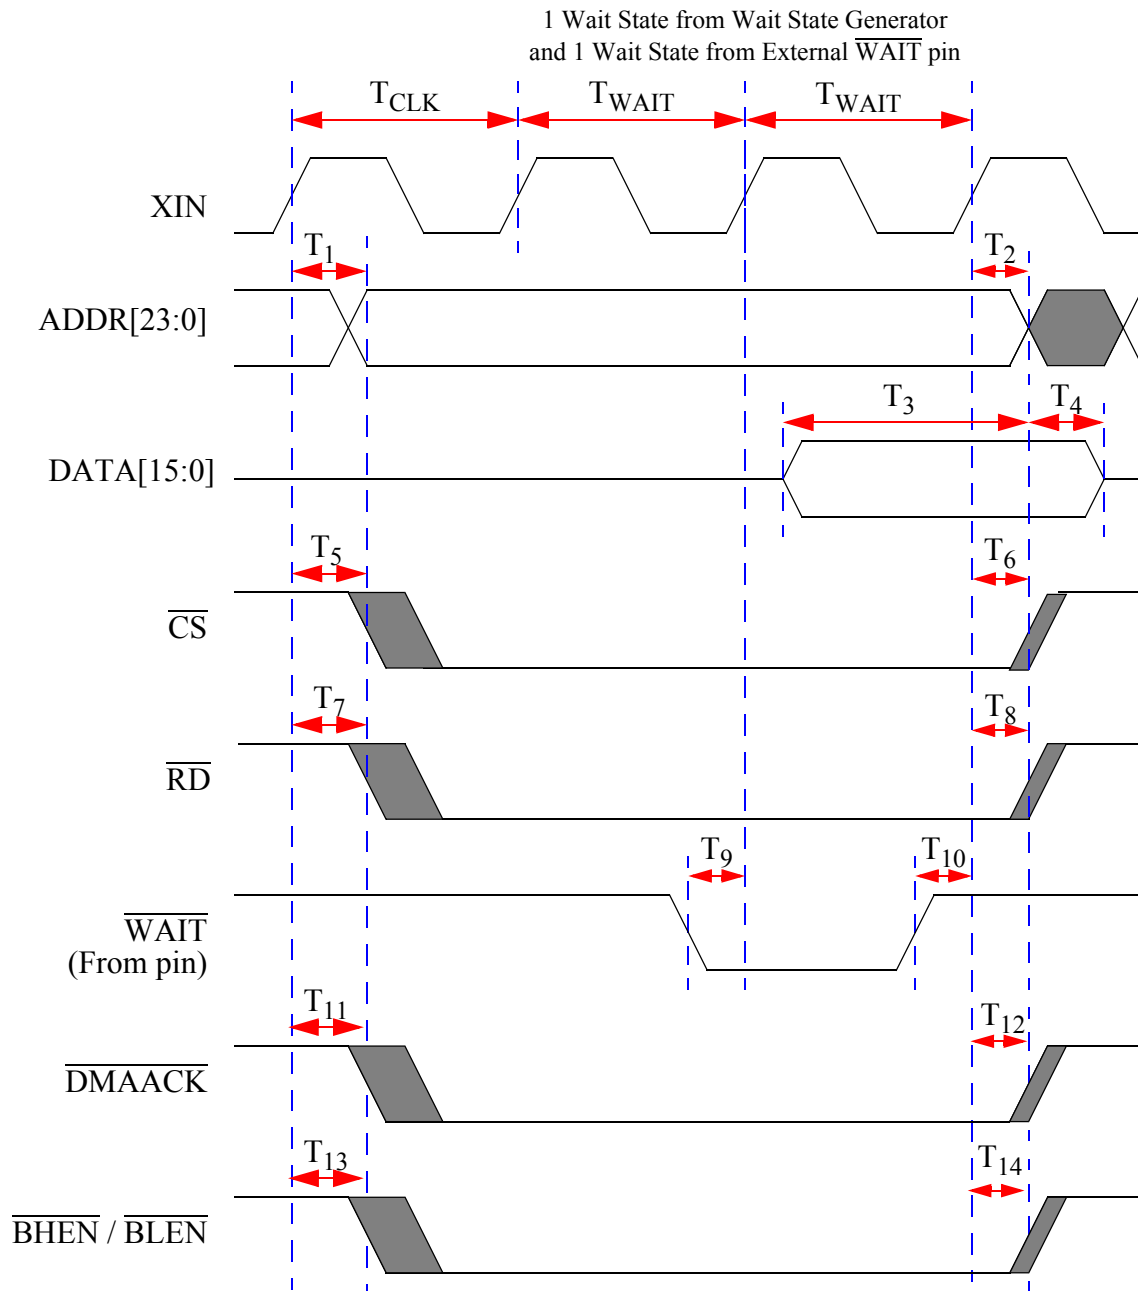 1 Wait State from Wait State Generator
and 1 Wait State from External WAIT pin
TCLK TWAIT TWAIT
XIN
T1 T2
ADDR[23:0]
T3 T4
DATA[15:0]
T5 T6
CS
T7 T8
RD
T9 T10
WAIT
(From pin)
T11 T12
DMAACK
T13 T14
BHEN / BLEN